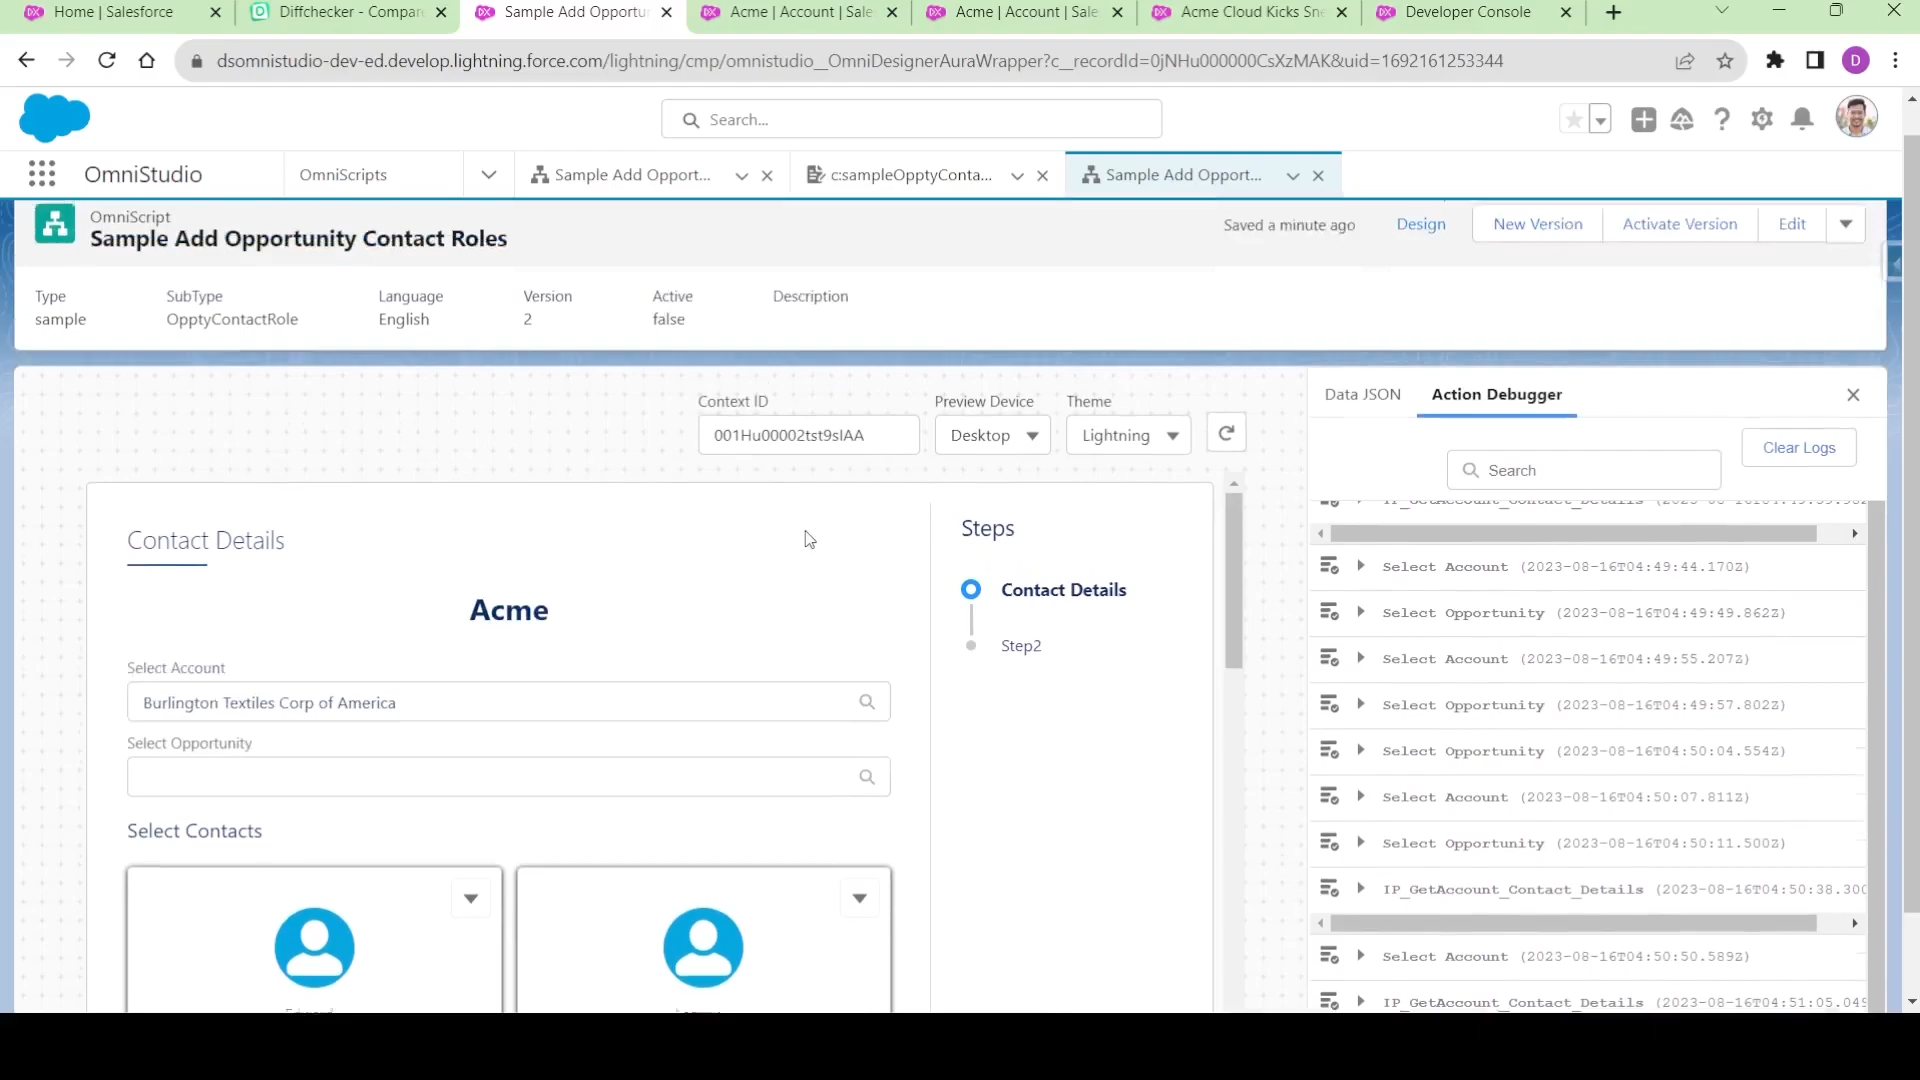 Home | Salesforce
Diffchecker - Compare
Sample Add Opportun
Acme | Account | Sale
Acme | Account | Sale
Acme Cloud Kicks Sne
Developer Console
dsomnistudio-dev-ed.develop.lightning.force.com/lightning/cmp/omnistudio__OmniDesignerAuraWrapper?c__recordId=0jNHu000000CsXzMAK&uid=1692161253344
D
Search...
OmniStudio
OmniScripts
Sample Add Opport...
c:sampleOpptyConta...
Sample Add Opport...
OmniScript
Sample Add Opportunity Contact Roles
Saved a minute ago
Design
New Version
Activate Version
Edit
Type
SubType
Language
Version
Active
Description
sample
OpptyContactRole
English
2
false
Context ID
Preview Device
Theme
001Hu00002tst9sIAA
Desktop
Lightning
Data JSON
Action Debugger
Clear Logs
Search
Contact Details
Acme
Select Account
Burlington Textiles Corp of America
Select Opportunity
Select Contacts
Steps
Contact Details
Step2
Select Account (2023-08-16T04:49:44.170Z)
Select Opportunity (2023-08-16T04:49:49.862Z)
Select Account (2023-08-16T04:49:55.207Z)
Select Opportunity (2023-08-16T04:49:57.802Z)
Select Opportunity (2023-08-16T04:50:04.554Z)
Select Account (2023-08-16T04:50:07.811Z)
Select Opportunity (2023-08-16T04:50:11.500Z)
IP_GetAccount_Contact_Details (2023-08-16T04:50:38.300
Select Account (2023-08-16T04:50:50.589Z)
IP_GetAccount_Contact_Details (2023-08-16T04:51:05.049